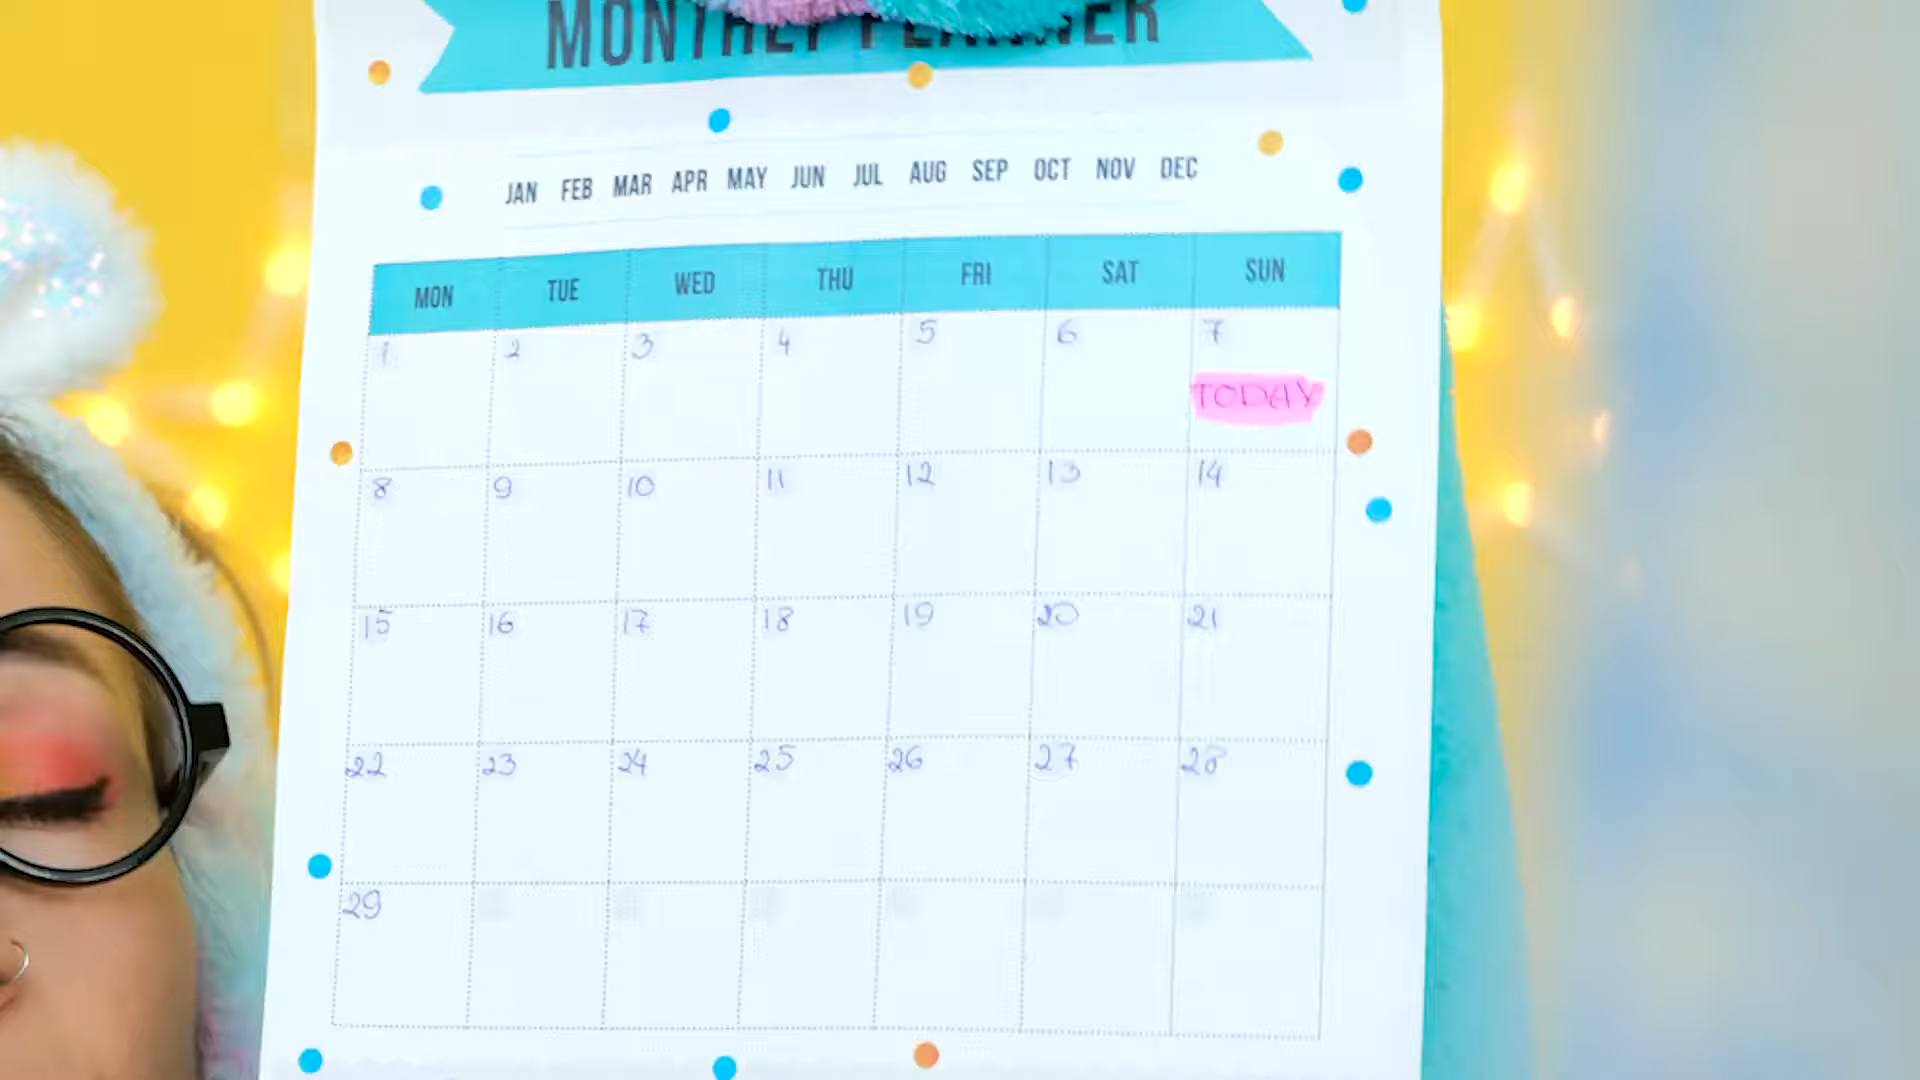 MONTHLY PLANNER
JAN FEB MAR APR MAY JUN JUL AUG SEP OCT NOV DEC
MON TUE WED THU FRI SAT SUN
1 2 3 4 5 6 7
TODAY
8 9 10 11 12 13 14
15 16 17 18 19 20 21
22 23 24 25 26 27 28
29